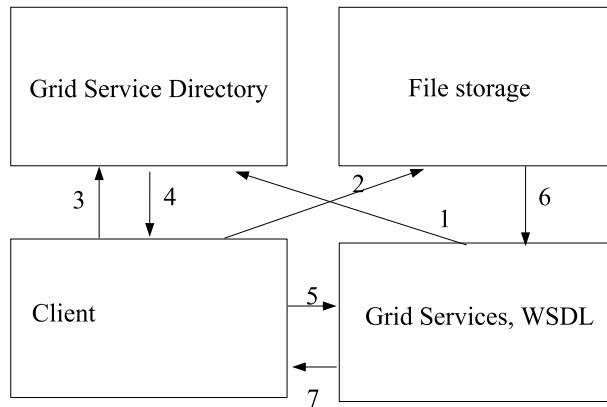 Grid Service Directory
File storage
3
4
2
1
6
Client
5
Grid Services, WSDL
7